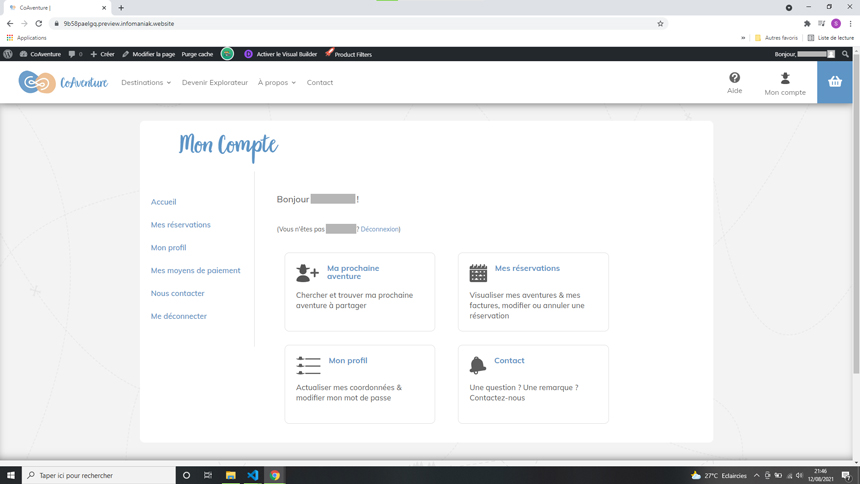 CoAventure |
9b58paelgq.preview.infomaniak.website
Applications
Autres favoris
Liste de lecture
CoAventure 0 Créer Modifier la page Purge cache Activer le Visual Builder Product Filters
Bonjour,
CoAventure
Destinations Devenir Explorateur À propos Contact
Aide
Mon compte
Mon Compte
Accueil
Mes réservations
Mon profil
Mes moyens de paiement
Nous contacter
Me déconnecter
Bonjour !
(Vous n'êtes pas ? Déconnexion)
Ma prochaine
aventure
Chercher et trouver ma prochaine
aventure à partager
Mes réservations
Visualiser mes aventures & mes
factures, modifier ou annuler une
réservation
Mon profil
Actualiser mes coordonnées &
modifier mon mot de passe
Contact
Une question ? Une remarque ?
Contactez-nous
Taper ici pour rechercher
27°C Eclaircies
21:46
12/08/2021